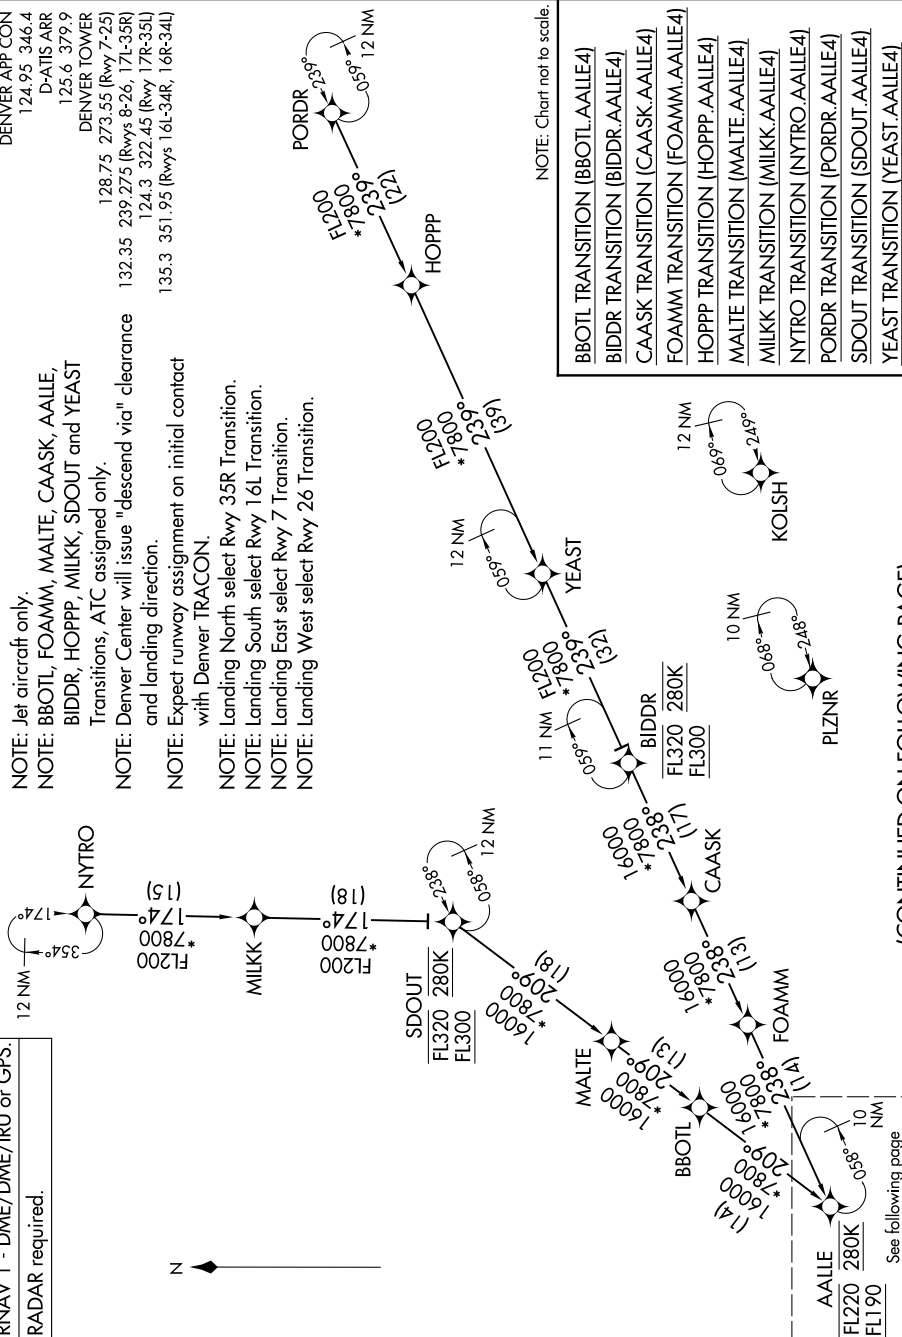 RNAV 1 - DME/DME/IRU or GPS.
RADAR required.
NOTE: Jet aircraft only.
NOTE: BBOTL, FOAMM, MALTE, CAASK, AALLE,
BIDDR, HOPPP, MILKK, SDOUT and YEAST
Transitions, ATC assigned only.
NOTE: Denver Center will issue "descend via" clearance
and landing direction.
NOTE: Expect runway assignment on initial contact
with Denver TRACON.
NOTE: Landing North select Rwy 35R Transition.
NOTE: Landing South select Rwy 16L Transition.
NOTE: Landing East select Rwy 7 Transition.
NOTE: Landing West select Rwy 26 Transition.
DENVER APP CON
124.95 346.4
D-ATIS ARR
125.6 379.9
DENVER TOWER
128.75 273.55 (Rwy 7-25)
132.35 239.275 (Rwys 8-26, 17L-35R)
124.3 322.45 (Rwy 17R-35L)
135.3 351.95 (Rwys 16L-34R, 16R-34L)
N
12 NM
174°
354°
NYTRO
FL200
*7800
174°
(15)
MILKK
FL200
*7800
174°
(18)
SDOUT
FL320 280K
FL300
238°
058°
12 NM
16000
*7800
209°
(18)
MALTE
16000
*7800
209°
(13)
BBOTL
16000
*7800
209°
(14)
PORDR
239°
059°
12 NM
FL200
*7800
239°
(22)
HOPPP
FL200
*7800
239°
(39)
12 NM
059°
YEAST
FL200
*7800
239°
(32)
11 NM
059°
BIDDR
FL320 280K
FL300
16000
*7800
238°
(17)
CAASK
16000
*7800
238°
(13)
FOAMM
16000
*7800
238°
(14)
AALLE
FL220 280K
FL190
058°
10
NM
See following page
10 NM
068°
248°
PLZNR
12 NM
069°
249°
KOLSH
NOTE: Chart not to scale.
BBOTL TRANSITION (BBOTL.AALLE4)
BIDDR TRANSITION (BIDDR.AALLE4)
CAASK TRANSITION (CAASK.AALLE4)
FOAMM TRANSITION (FOAMM.AALLE4)
HOPPP TRANSITION (HOPPP.AALLE4)
MALTE TRANSITION (MALTE.AALLE4)
MILKK TRANSITION (MILKK.AALLE4)
NYTRO TRANSITION (NYTRO.AALLE4)
PORDR TRANSITION (PORDR.AALLE4)
SDOUT TRANSITION (SDOUT.AALLE4)
YEAST TRANSITION (YEAST.AALLE4)
(CONTINUED ON FOLLOWING PAGE)